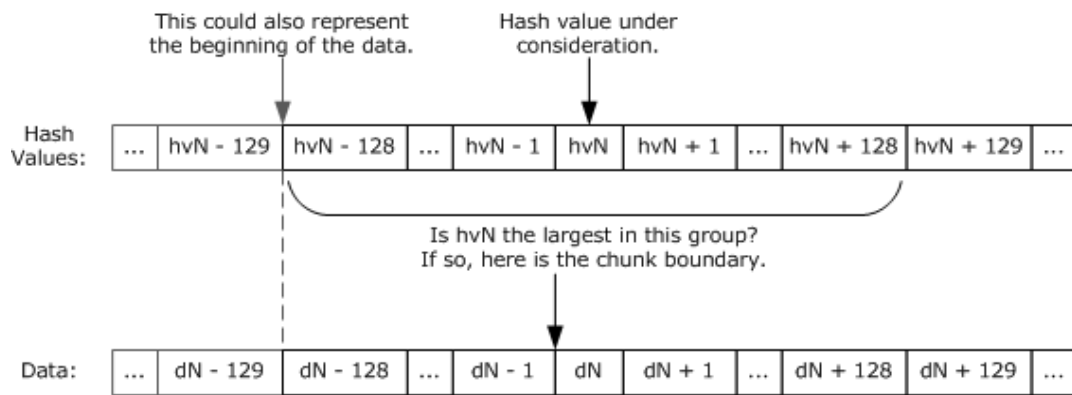 This could also represent
the beginning of the data.
Hash value under
consideration.
Hash
Values:
... hvN - 129 hvN - 128 ... hvN - 1 hvN hvN + 1 ... hvN + 128 hvN + 129 ...
Is hvN the largest in this group?
If so, here is the chunk boundary.
Data: ... dN - 129 dN - 128 ... dN - 1 dN dN + 1 ... dN + 128 dN + 129 ...